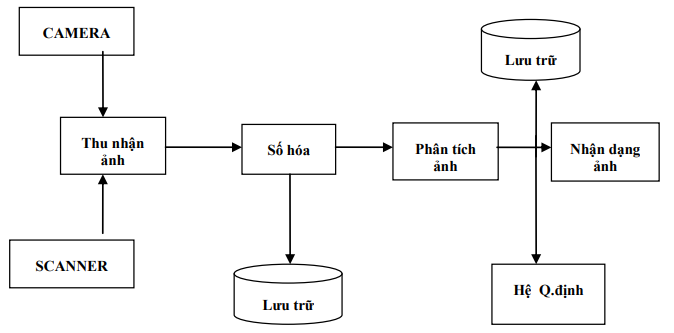 CAMERA
Lưu trữ
Thu nhận
ảnh
Số hóa
Phân tích
ảnh
Nhận dạng
ảnh
SCANNER
Lưu trữ
Hệ Q.định